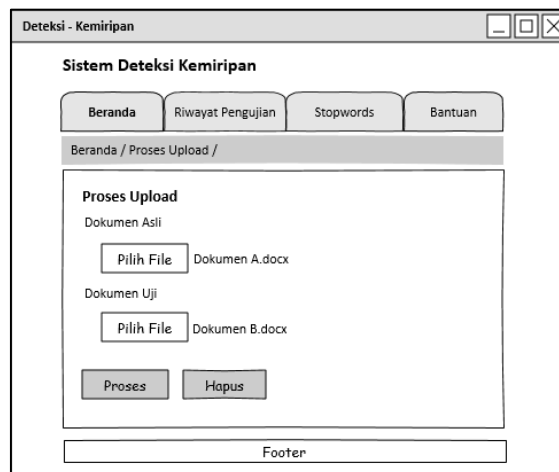 Deteksi - Kemiripan
Sistem Deteksi Kemiripan
Beranda Riwayat Pengujian Stopwords Bantuan
Beranda / Proses Upload /
Proses Upload
Dokumen Asli
Pilih File Dokumen A.docx
Dokumen Uji
Pilih File Dokumen B.docx
Proses Hapus
Footer